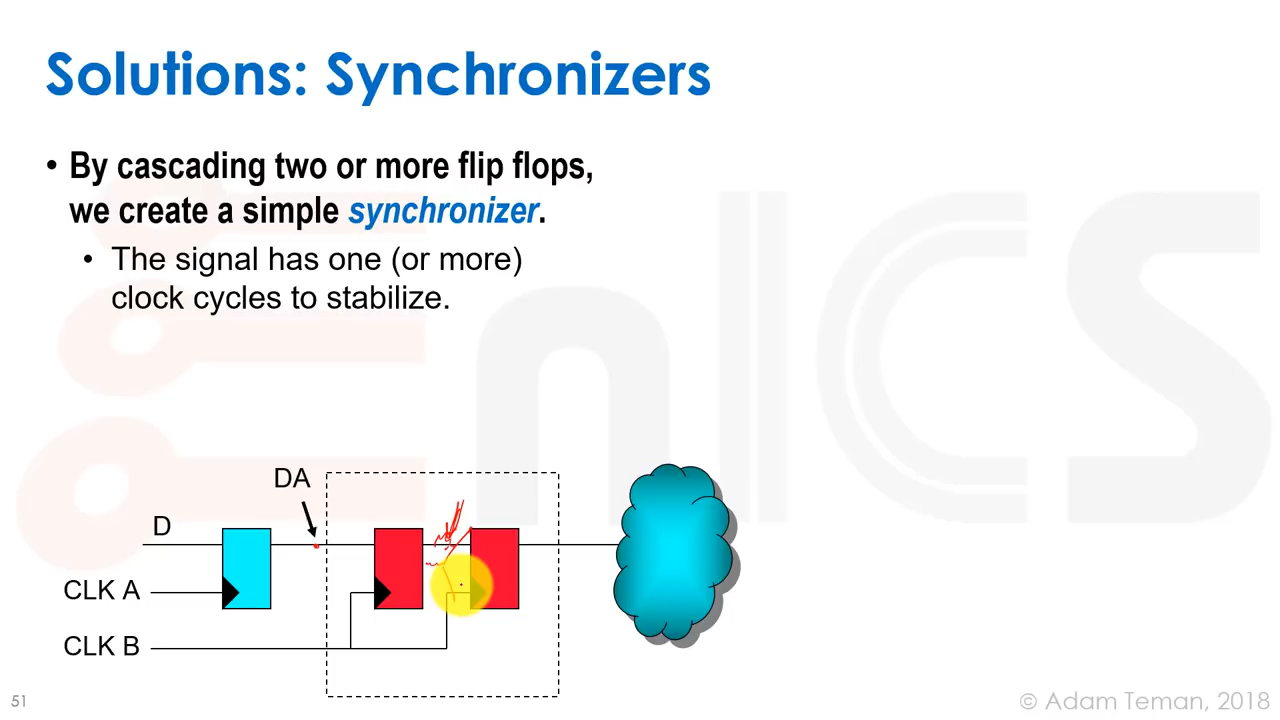 Solutions: Synchronizers
• By cascading two or more flip flops,
we create a simple synchronizer.
• The signal has one (or more)
clock cycles to stabilize.
DA
D
CLK A
CLK B
51
© Adam Teman, 2018
enICS